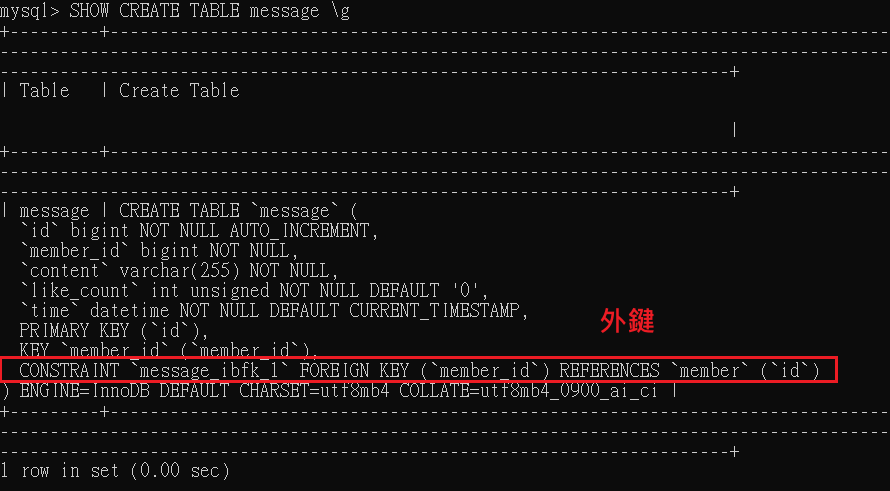 mysql> SHOW CREATE TABLE message \g
+---------+------------------------------------------------------------------------------
-----------------------------------------------------------------------------------------
-------------------------------------------------------------------------+
| Table   | Create Table
|
+---------+------------------------------------------------------------------------------
-----------------------------------------------------------------------------------------
-------------------------------------------------------------------------+
| message | CREATE TABLE `message` (
`id` bigint NOT NULL AUTO_INCREMENT,
`member_id` bigint NOT NULL,
`content` varchar(255) NOT NULL,
`like_count` int unsigned NOT NULL DEFAULT '0',
`time` datetime NOT NULL DEFAULT CURRENT_TIMESTAMP,
外鍵
PRIMARY KEY (`id`),
KEY `member_id` (`member_id`),
CONSTRAINT `message_ibfk_1` FOREIGN KEY (`member_id`) REFERENCES `member` (`id`)
) ENGINE=InnoDB DEFAULT CHARSET=utf8mb4 COLLATE=utf8mb4_0900_ai_ci |
+---------+------------------------------------------------------------------------------
-----------------------------------------------------------------------------------------
-------------------------------------------------------------------------+
1 row in set (0.00 sec)